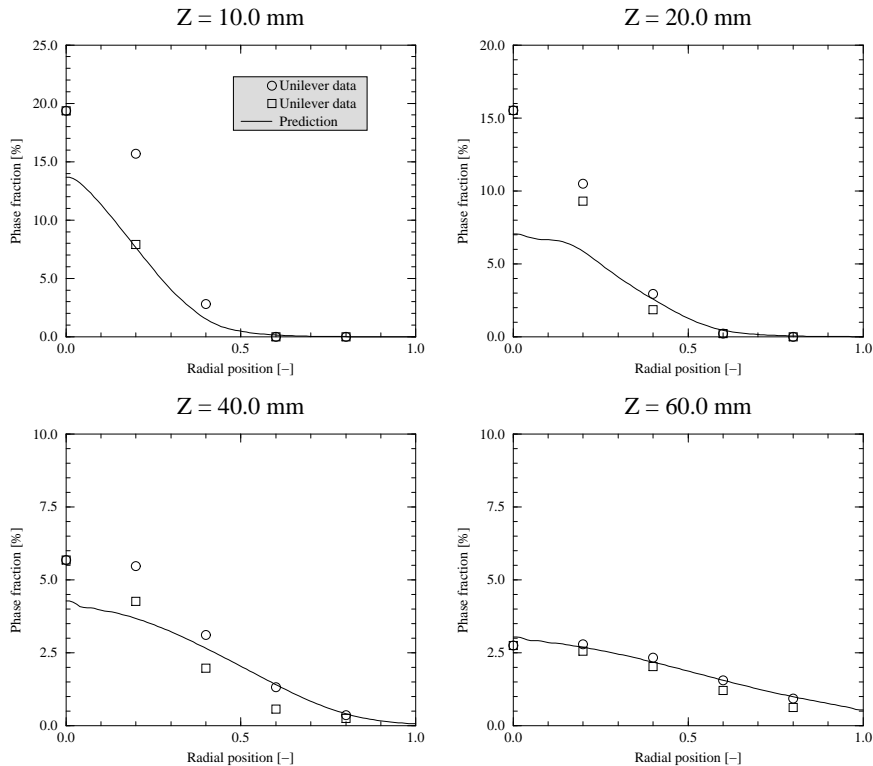 Z = 10.0 mm
25.0
20.0
15.0
10.0
5.0
0.0
Phase fraction [%]
Unilever data
Unilever data
Prediction
0.0
0.5
1.0
Radial position [−]
Z = 20.0 mm
20.0
15.0
10.0
5.0
0.0
Phase fraction [%]
0.0
0.5
1.0
Radial position [−]
Z = 40.0 mm
10.0
7.5
5.0
2.5
0.0
Phase fraction [%]
0.0
0.5
1.0
Radial position [−]
Z = 60.0 mm
10.0
7.5
5.0
2.5
0.0
Phase fraction [%]
0.0
0.5
1.0
Radial position [−]